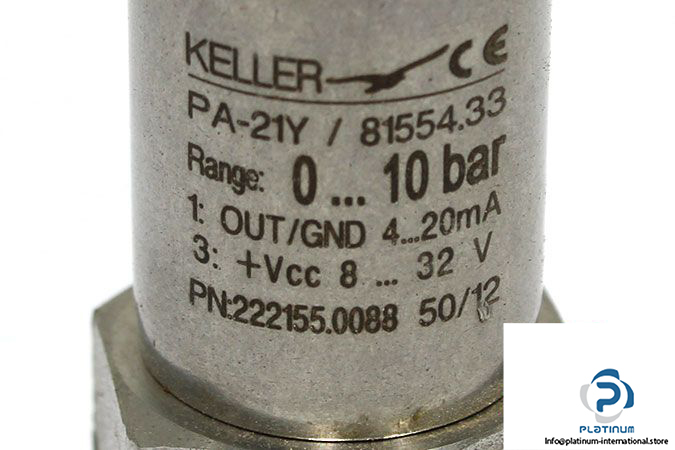 KELLER CE
PA-21Y / 81554.33
Range: 0 ... 10 bar
1: OUT/GND 4...20mA
3: +Vcc 8 ... 32 V
PN:222155.0088 50/12
PLATINUM
Info@platinum-international.store